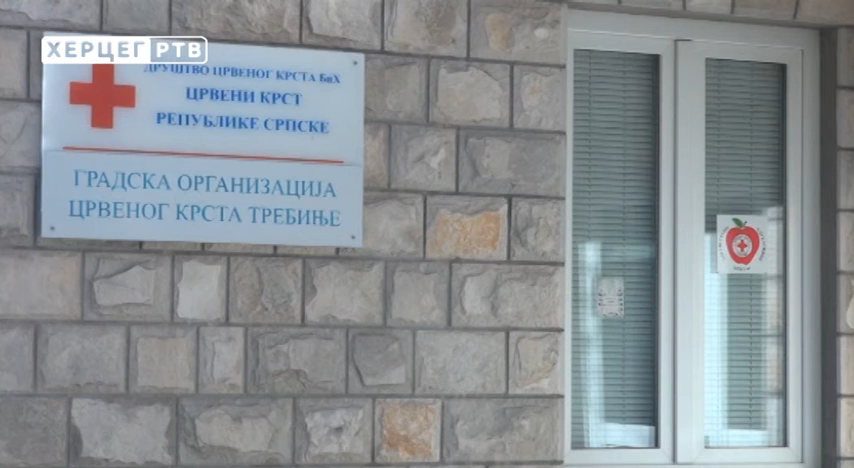 ХЕРЦЕГ РТВ
ДРУШТВО ЦРВЕНОГ КРСТА БиХ
ЦРВЕНИ КРСТ
РЕПУБЛИКЕ СРПСКЕ
ГРАДСКА ОРГАНИЗАЦИЈА
ЦРВЕНОГ КРСТА ТРЕБИЊЕ